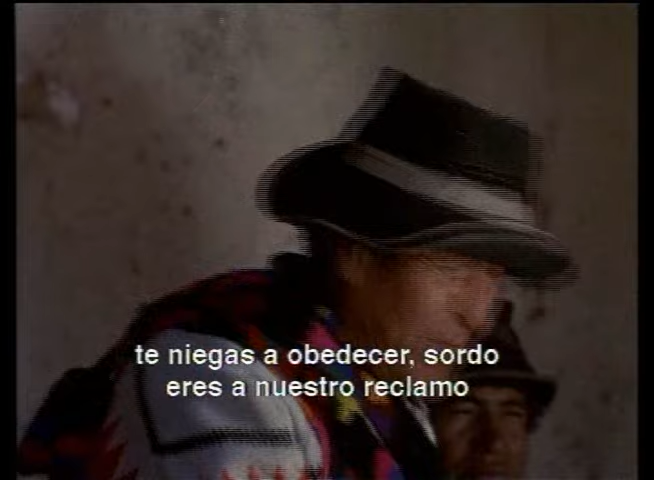 te niegas a obedecer, sordo
eres a nuestro reclamo